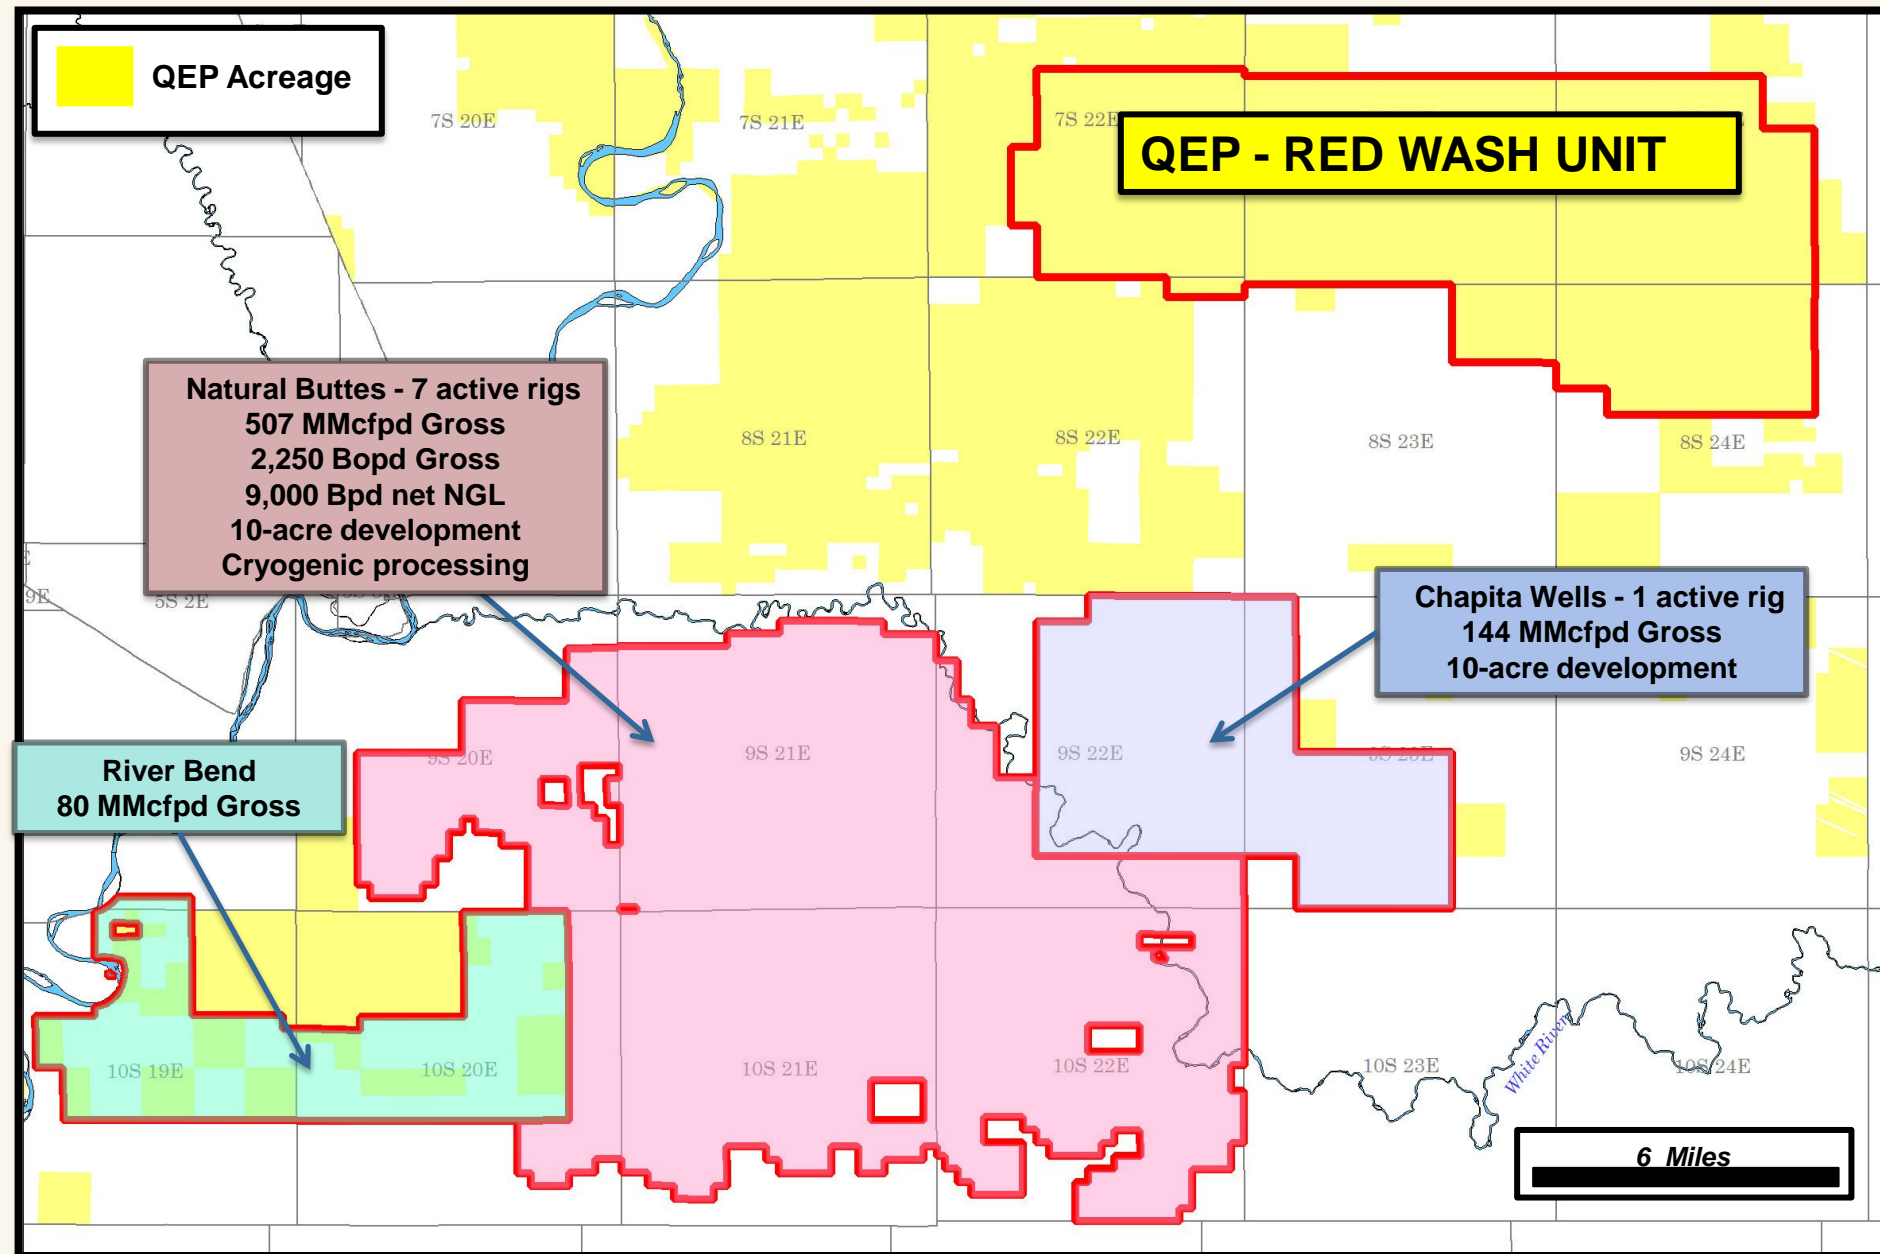 QEP Acreage
7S 20E
7S 21E
7S 22E
QEP - RED WASH UNIT
Natural Buttes - 7 active rigs
507 MMcfpd Gross
2,250 Bopd Gross
9,000 Bpd net NGL
10-acre development
Cryogenic processing
8S 21E
8S 22E
8S 23E
8S 24E
9E
5S 2E
Chapita Wells - 1 active rig
144 MMcfpd Gross
10-acre development
River Bend
80 MMcfpd Gross
9S 20E
9S 21E
9S 22E
9S 23E
9S 24E
10S 19E
10S 20E
10S 21E
10S 22E
10S 23E
White River
10S 24E
6 Miles